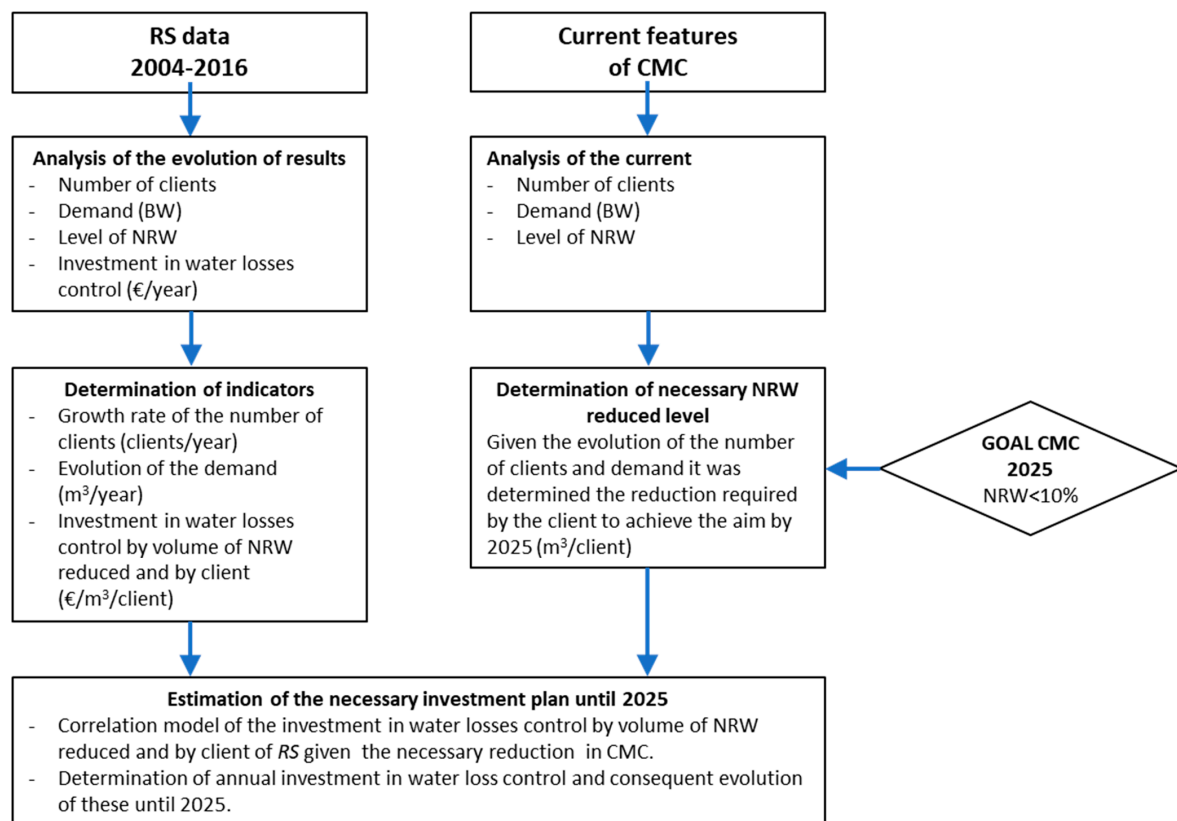 RS data
2004-2016
Analysis of the evolution of results
- Number of clients
- Demand (BW)
- Level of NRW
- Investment in water losses
control (€/year)
Determination of indicators
- Growth rate of the number of
clients (clients/year)
- Evolution of the demand
(m³/year)
- Investment in water losses
control by volume of NRW
reduced and by client
(€/m³/client)
Current features
of CMC
Analysis of the current
- Number of clients
- Demand (BW)
- Level of NRW
Determination of necessary NRW
reduced level
Given the evolution of the number
of clients and demand it was
determined the reduction required
by the client to achieve the aim by
2025 (m³/client)
GOAL CMC
2025
NRW<10%
Estimation of the necessary investment plan until 2025
- Correlation model of the investment in water losses control by volume of NRW
reduced and by client of RS given the necessary reduction in CMC.
- Determination of annual investment in water loss control and consequent evolution
of these until 2025.